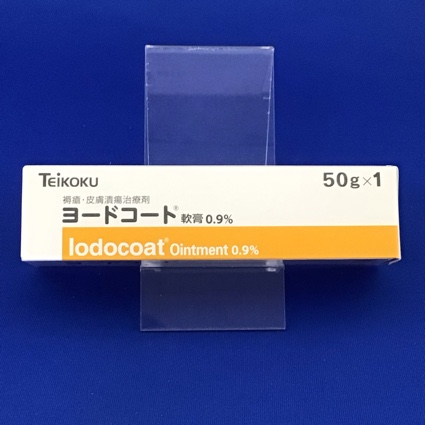 TEIKOKU
50g×1
褥瘡・皮膚潰瘍治療剤
ヨードコート® 軟膏 0.9%
Iodocoat® Ointment 0.9%